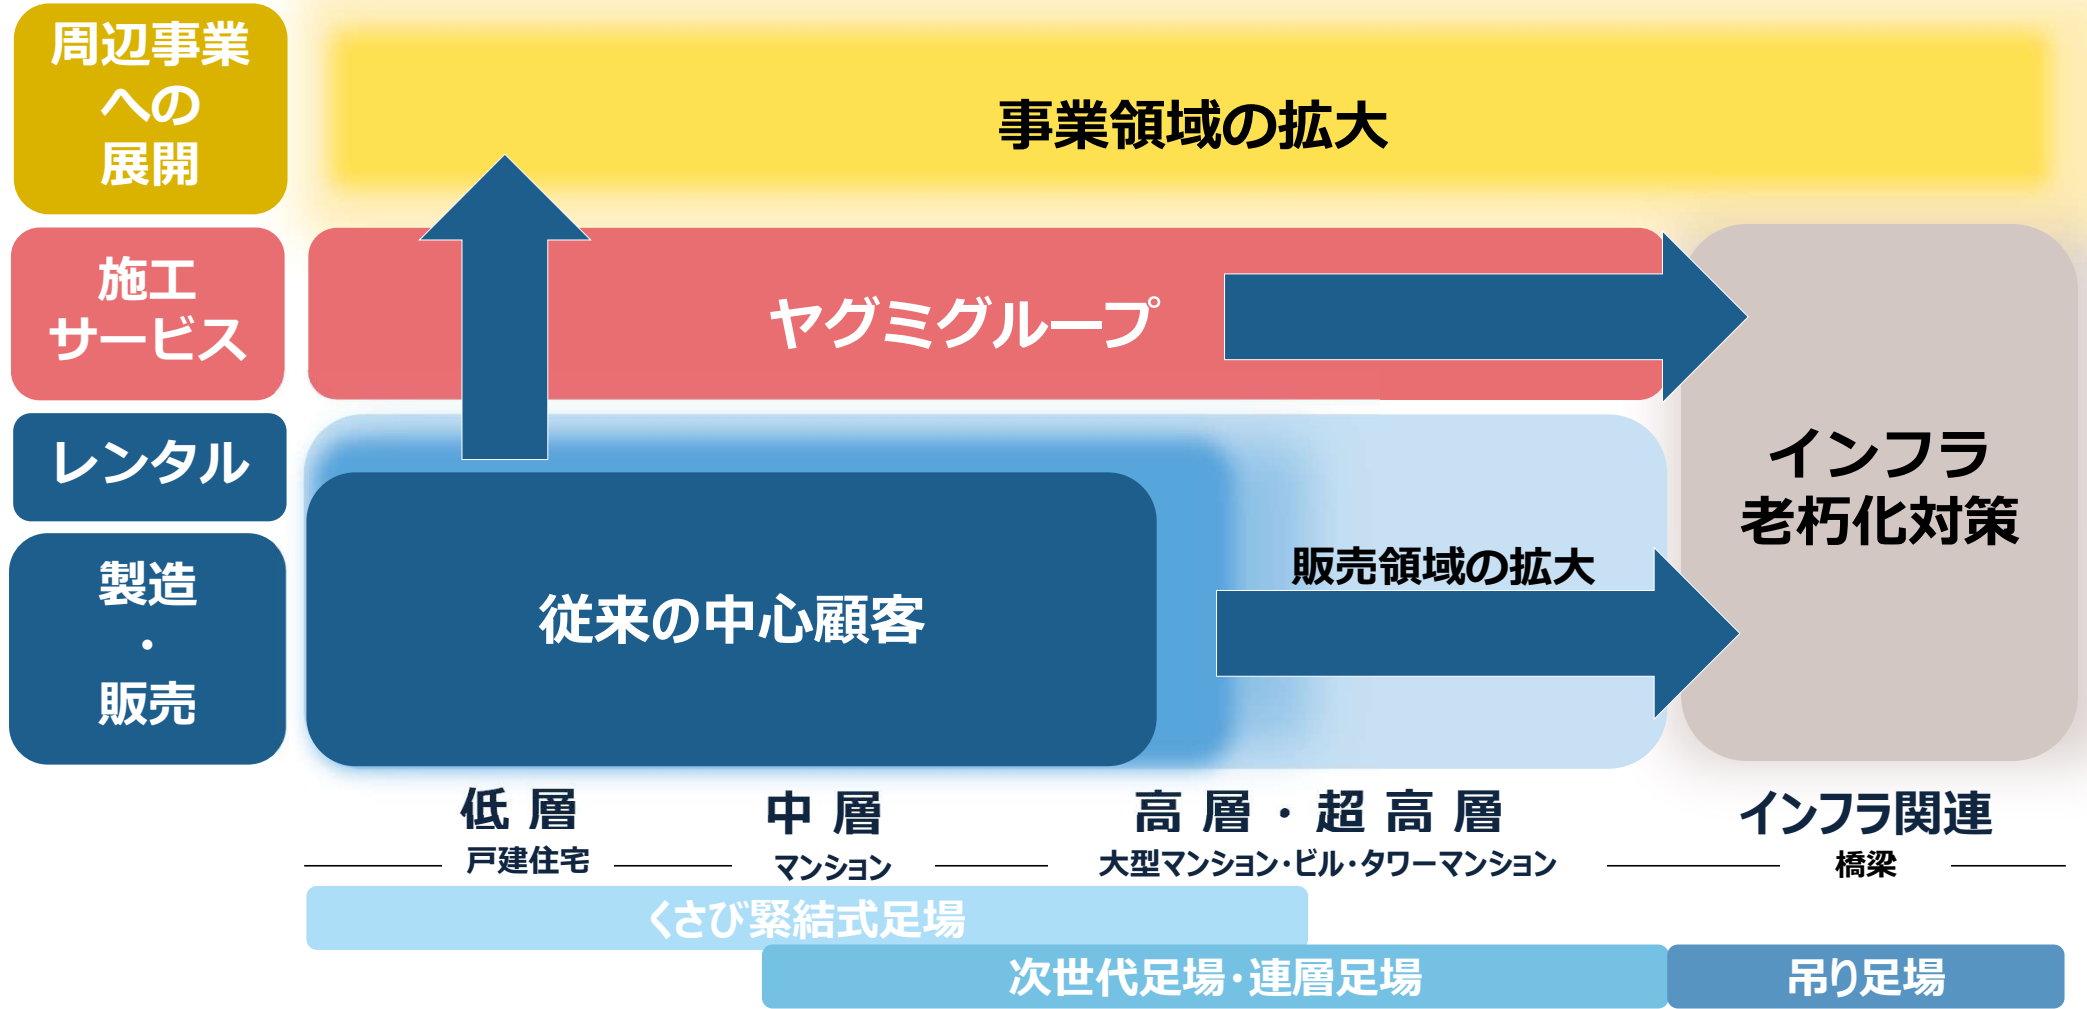 周辺事業
への
展開
事業領域の拡大
施工
サービス
ヤグミグループ
レンタル
製造
・
販売
従来の中心顧客
販売領域の拡大
インフラ
老朽化対策
低層
戸建住宅
中層
マンション
高層・超高層
大型マンション・ビル・タワーマンション
インフラ関連
橋梁
くさび緊結式足場
次世代足場・連層足場
吊り足場